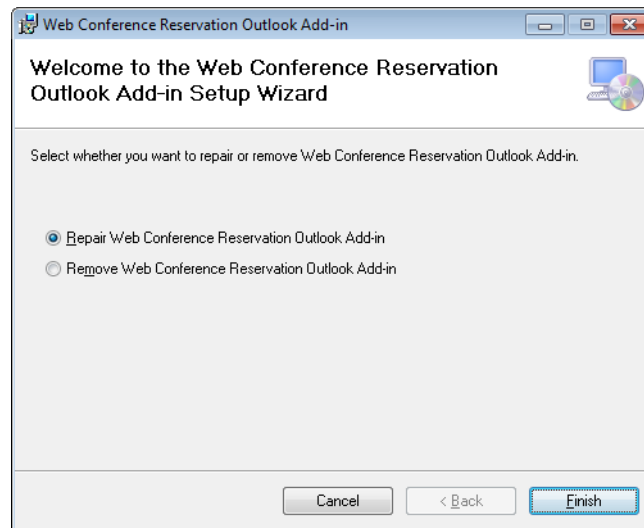 Web Conference Reservation Outlook Add-in
Welcome to the Web Conference Reservation
Outlook Add-in Setup Wizard
Select whether you want to repair or remove Web Conference Reservation Outlook Add-in.
Repair Web Conference Reservation Outlook Add-in
Remove Web Conference Reservation Outlook Add-in
Cancel
< Back
Finish